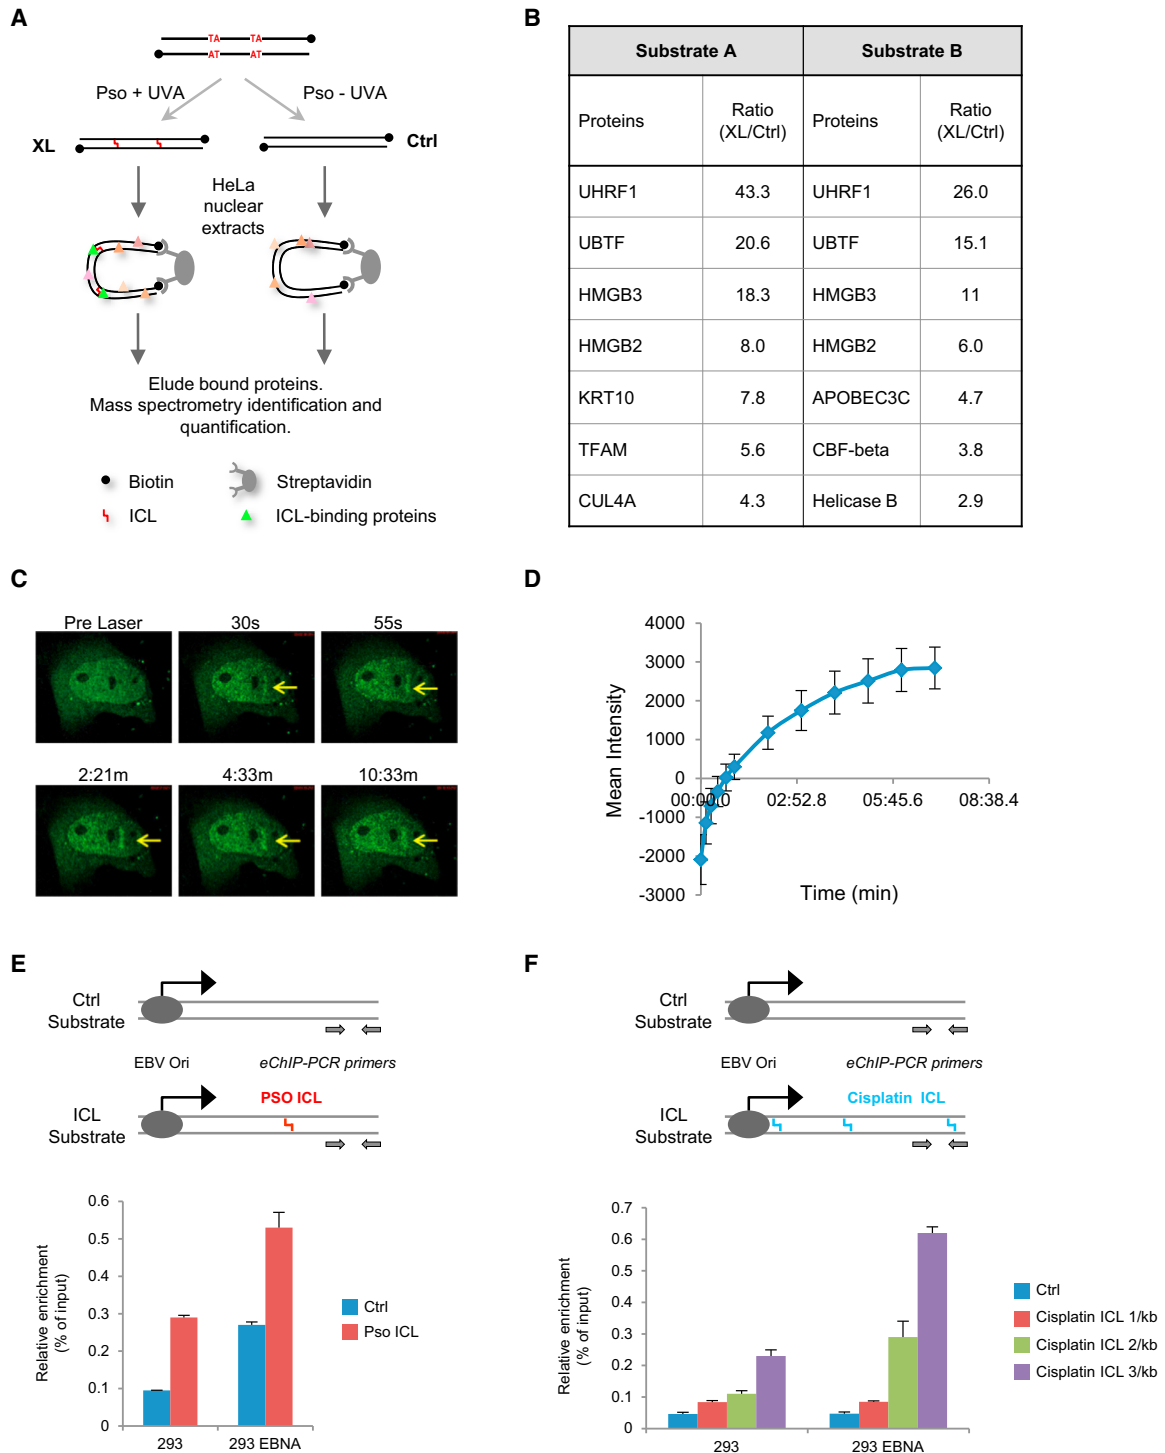 A
TA TA
AT AT
Pso + UVA
Pso - UVA
XL
Ctrl
HeLa
nuclear
extracts
Elude bound proteins.
Mass spectrometry identification and
quantification.
Biotin
Streptavidin
ICL
ICL-binding proteins
B
Substrate A Substrate B
Proteins Ratio (XL/Ctrl) Proteins Ratio (XL/Ctrl)
UHRF1 43.3 UHRF1 26.0
UBTF 20.6 UBTF 15.1
HMGB3 18.3 HMGB3 11
HMGB2 8.0 HMGB2 6.0
KRT10 7.8 APOBEC3C 4.7
TFAM 5.6 CBF-beta 3.8
CUL4A 4.3 Helicase B 2.9
C
Pre Laser 30s 55s
2:21m 4:33m 10:33m
D
Mean Intensity
4000
3000
2000
1000
0
-1000
-2000
-3000
00:00.0 02:52.8 05:45.6 08:38.4
Time (min)
E
Ctrl
Substrate
EBV Ori
eChIP-PCR primers
PSO ICL
ICL
Substrate
Relative enrichment
(% of input)
0.6
0.5
0.4
0.3
0.2
0.1
0
293 293 EBNA
Ctrl
Pso ICL
F
Ctrl
Substrate
EBV Ori
eChIP-PCR primers
Cisplatin ICL
ICL
Substrate
Relative enrichment
(% of input)
0.7
0.6
0.5
0.4
0.3
0.2
0.1
0
293 293 EBNA
Ctrl
Cisplatin ICL 1/kb
Cisplatin ICL 2/kb
Cisplatin ICL 3/kb